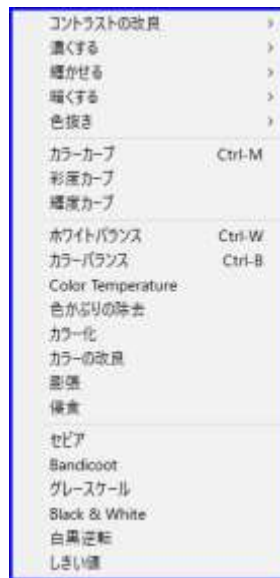 コントラストの改良
濃くする
輝かせる
暗くする
色抜き
カラーカーブ Ctrl-M
彩度カーブ
輝度カーブ
ホワイトバランス Ctrl-W
カラーバランス Ctrl-B
Color Temperature
色かぶりの除去
カラー化
カラーの改良
膨張
侵食
セピア
Bandicoot
グレースケール
Black & White
白黒逆転
しきい値